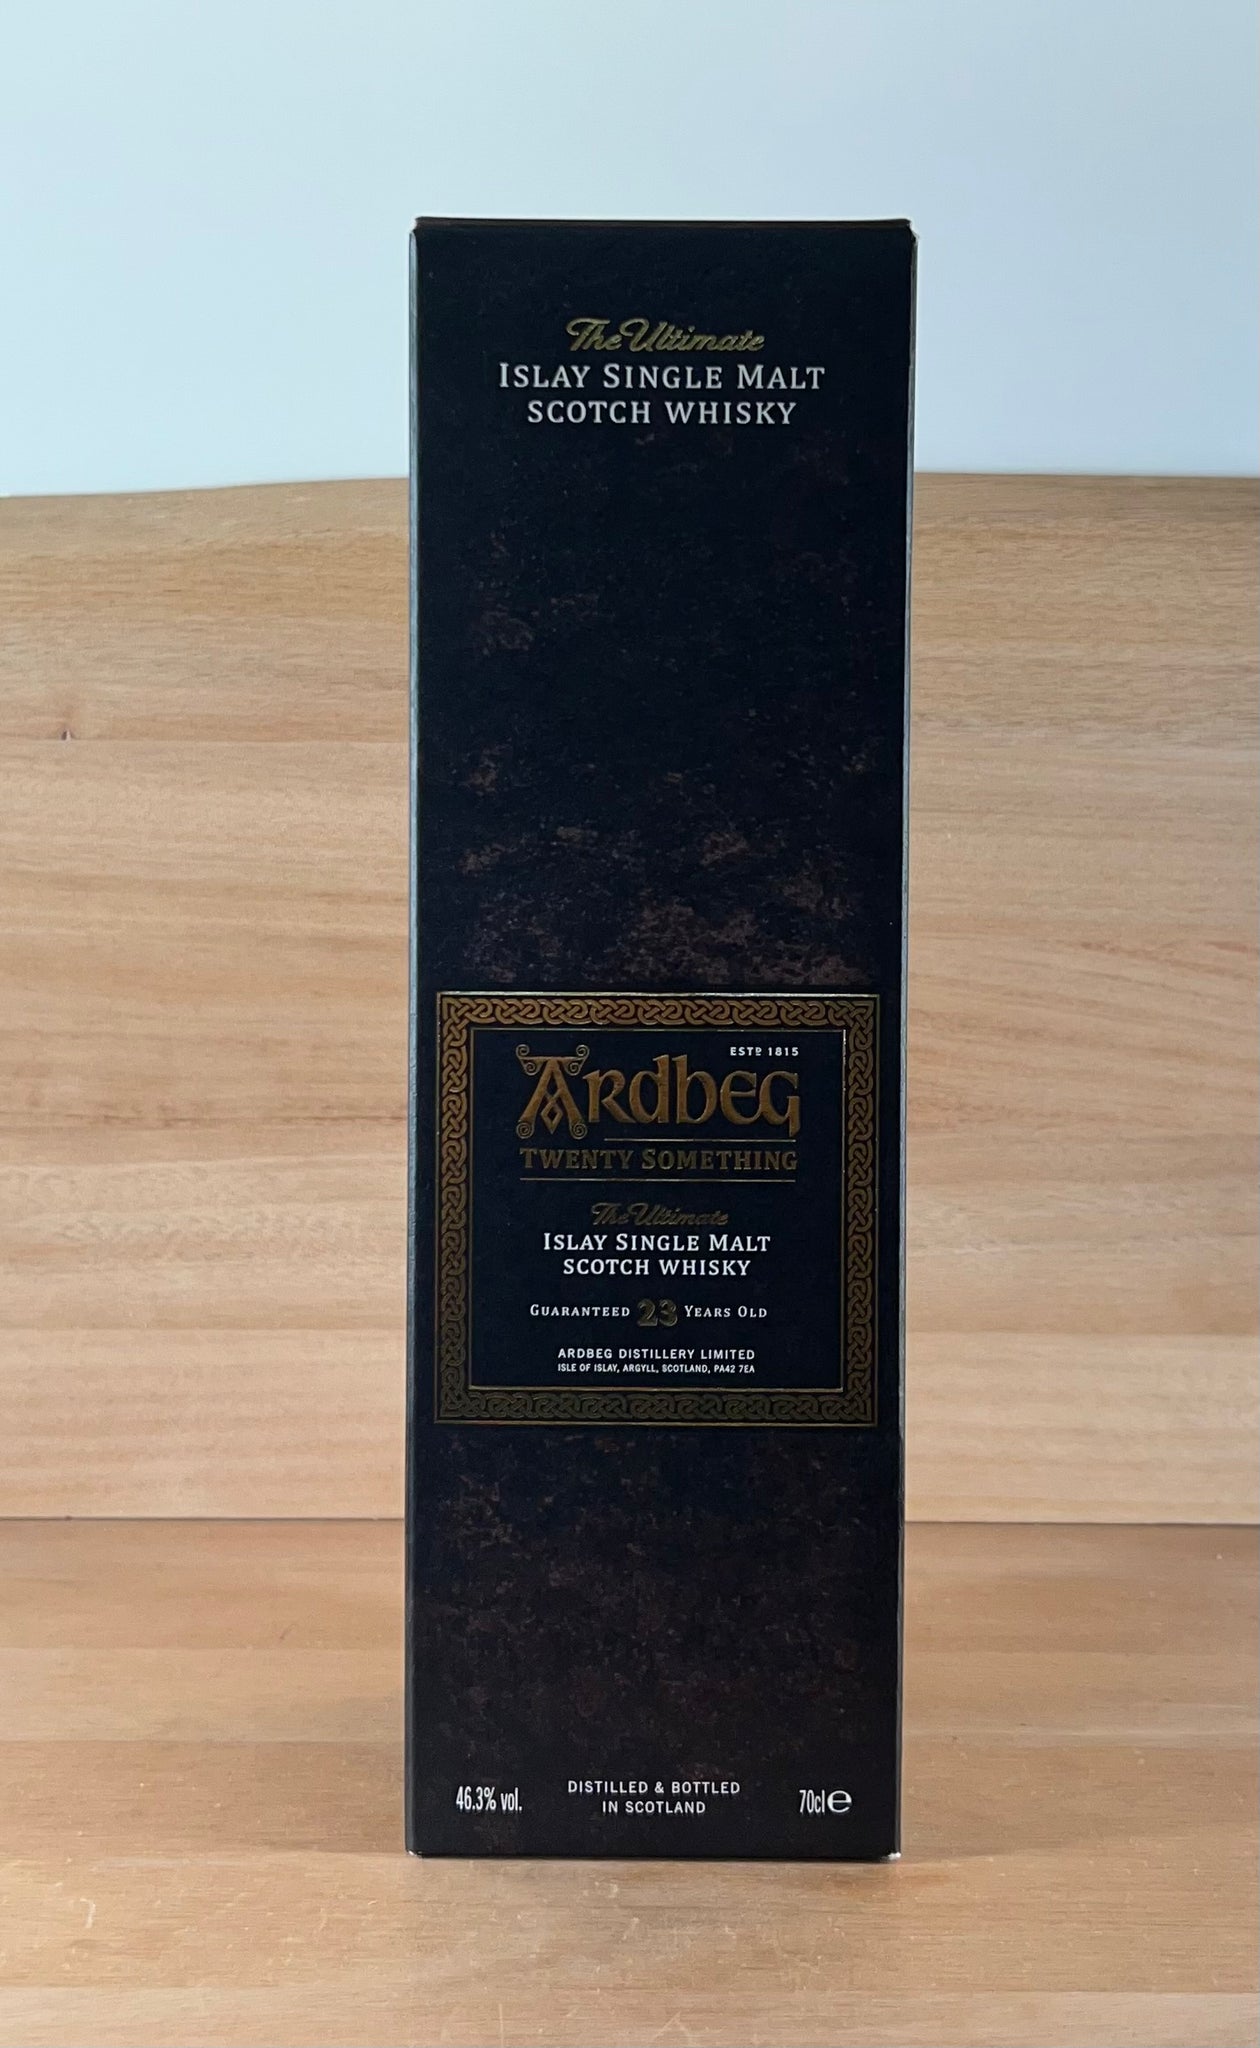 The Ultimate
ISLAY SINGLE MALT
SCOTCH WHISKY
ESTD 1815
ARDBEG
TWENTY SOMETHING
The Ultimate
ISLAY SINGLE MALT
SCOTCH WHISKY
GUARANTEED 23 YEARS OLD
ARDBEG DISTILLERY LIMITED
ISLE OF ISLAY, ARGYLL, SCOTLAND, PA42 7EA
46.3% vol.
DISTILLED & BOTTLED
IN SCOTLAND
70cl ℮